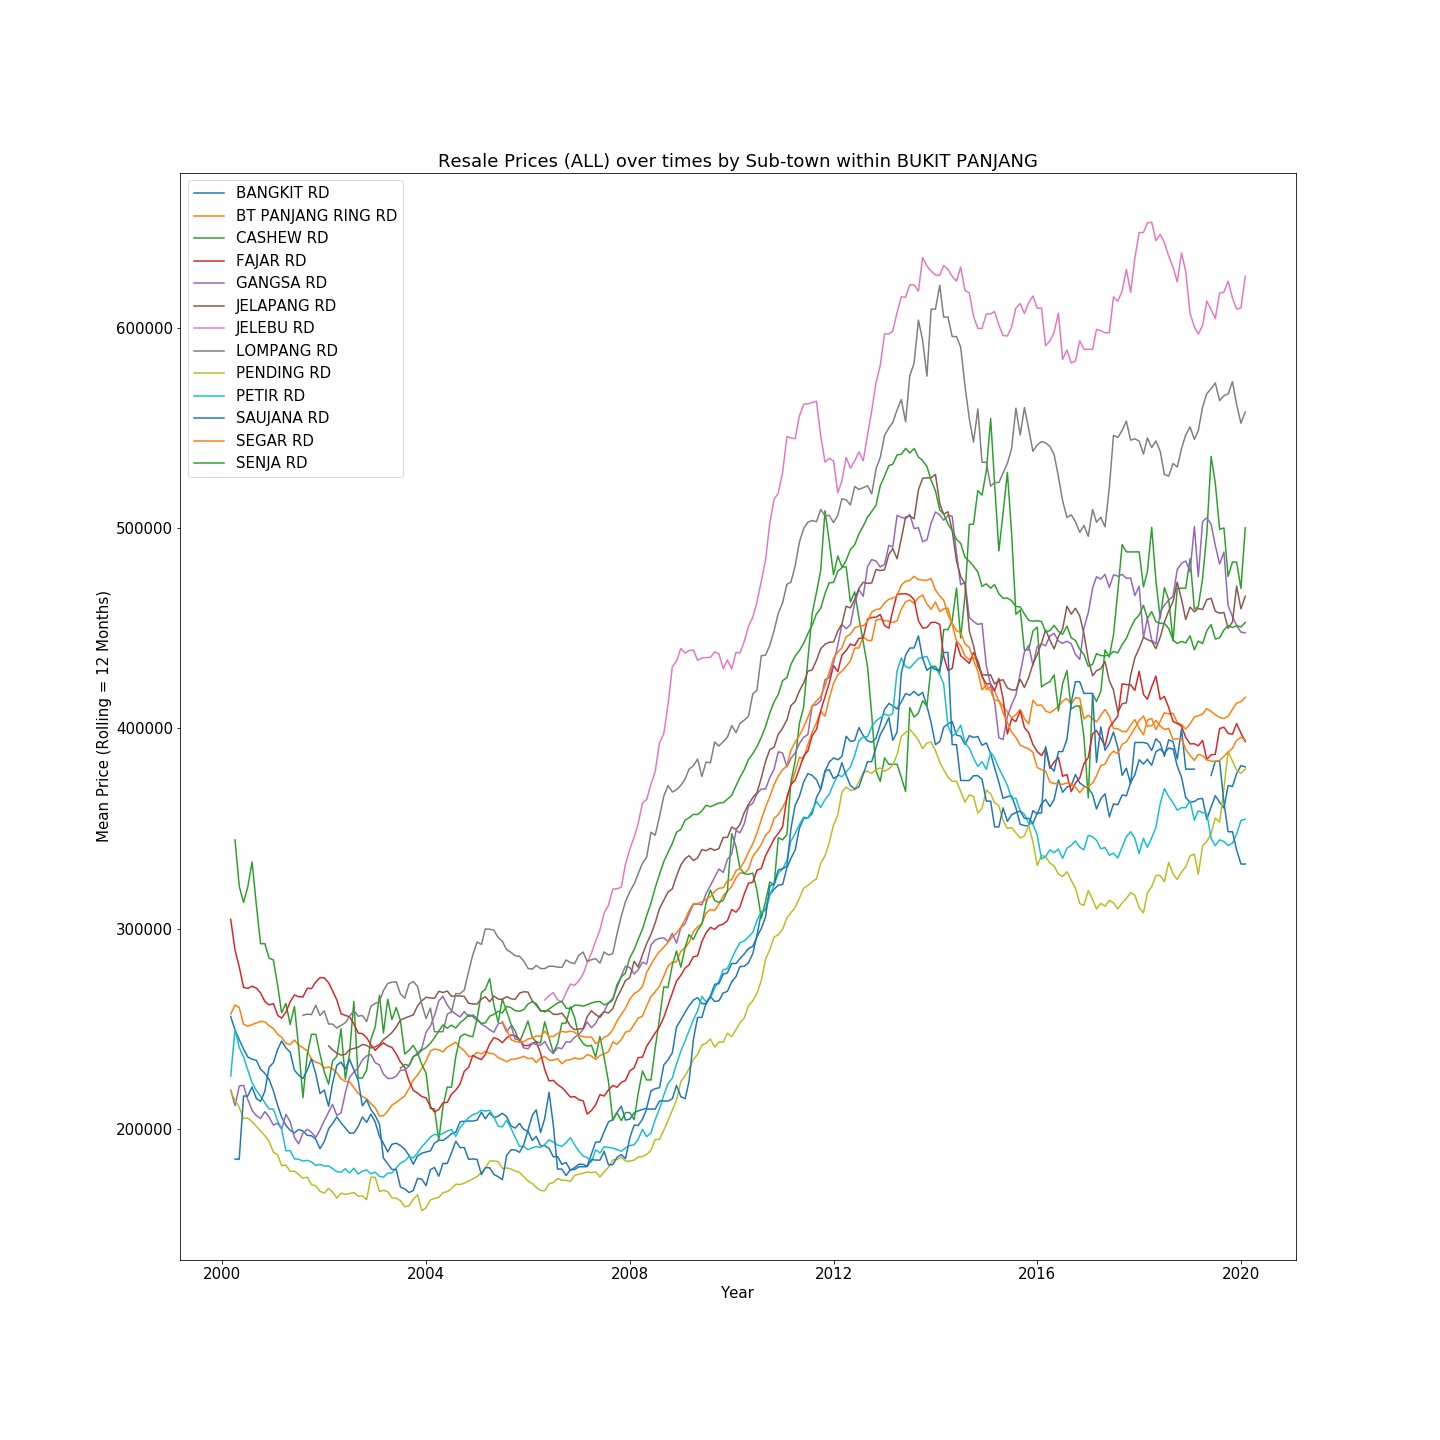 Resale Prices (ALL) over times by Sub-town within BUKIT PANJANG
BANGKIT RD
BT PANJANG RING RD
CASHEW RD
FAJAR RD
GANGSA RD
JELAPANG RD
JELEBU RD
LOMPANG RD
PENDING RD
PETIR RD
SAUJANA RD
SEGAR RD
SENJA RD
600000
500000
400000
300000
200000
Mean Price (Rolling = 12 Months)
2000 2004 2008 2012 2016 2020
Year